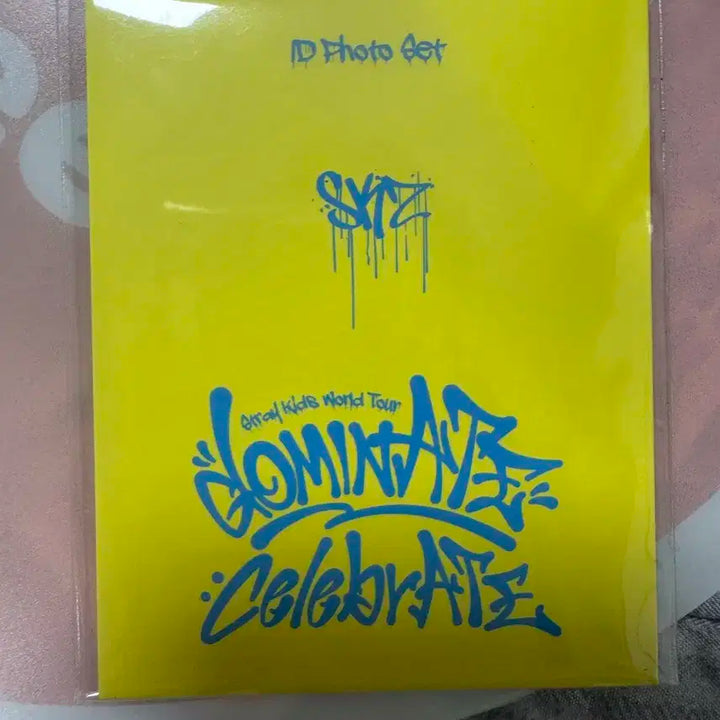 ID Photo Set
SKZ
Stray Kids World Tour
dominATE
CelebrATE